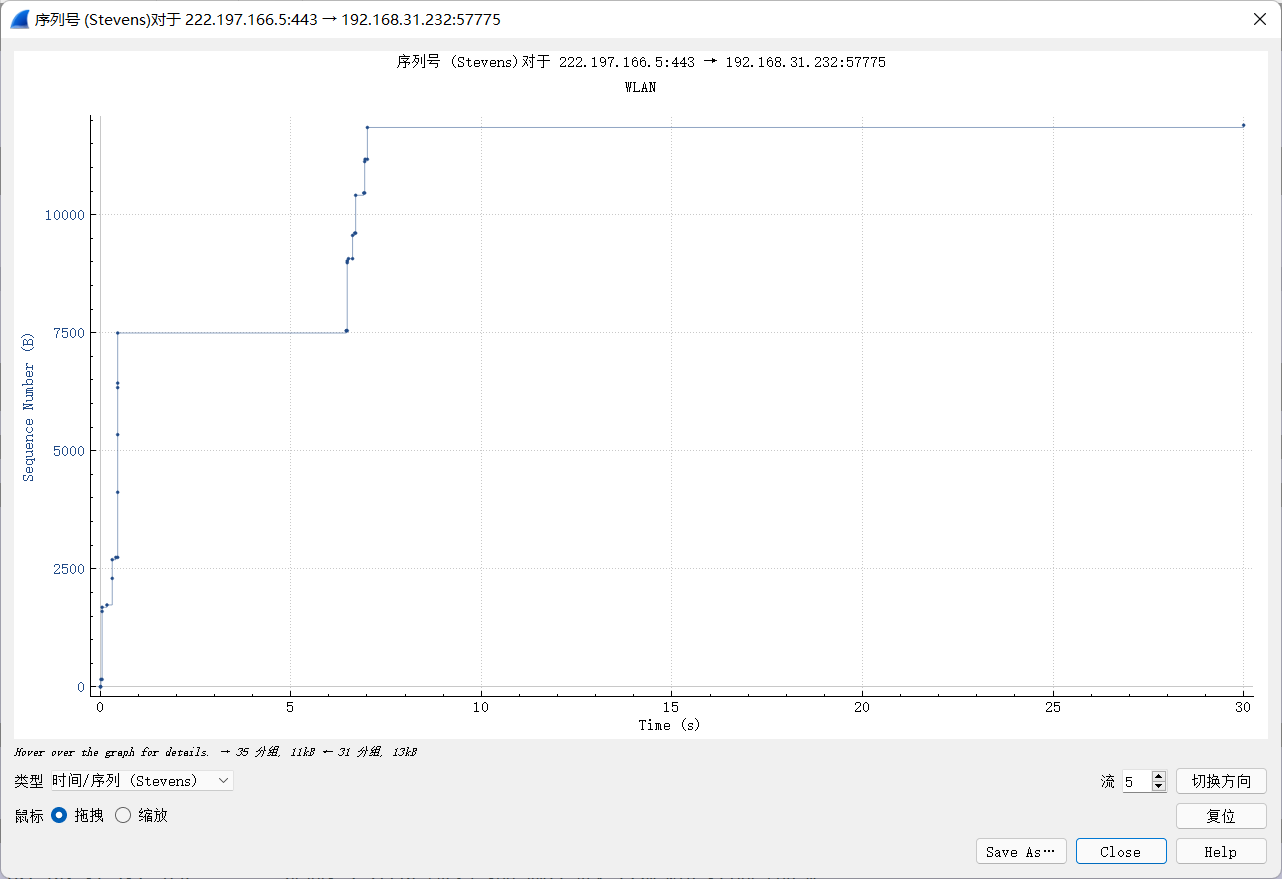 序列号 (Stevens)对于 222.197.166.5:443 → 192.168.31.232:57775
序列号 (Stevens)对于 222.197.166.5:443 → 192.168.31.232:57775
WLAN
Sequence Number (B)
10000
7500
5000
2500
0
0 5 10 15 20 25 30
Time (s)
Hover over the graph for details. → 35 分组, 11kB ← 31 分组, 13kB
类型 时间/序列 (Stevens) 流 5 切换方向
鼠标 拖拽 缩放 复位
Save As… Close Help